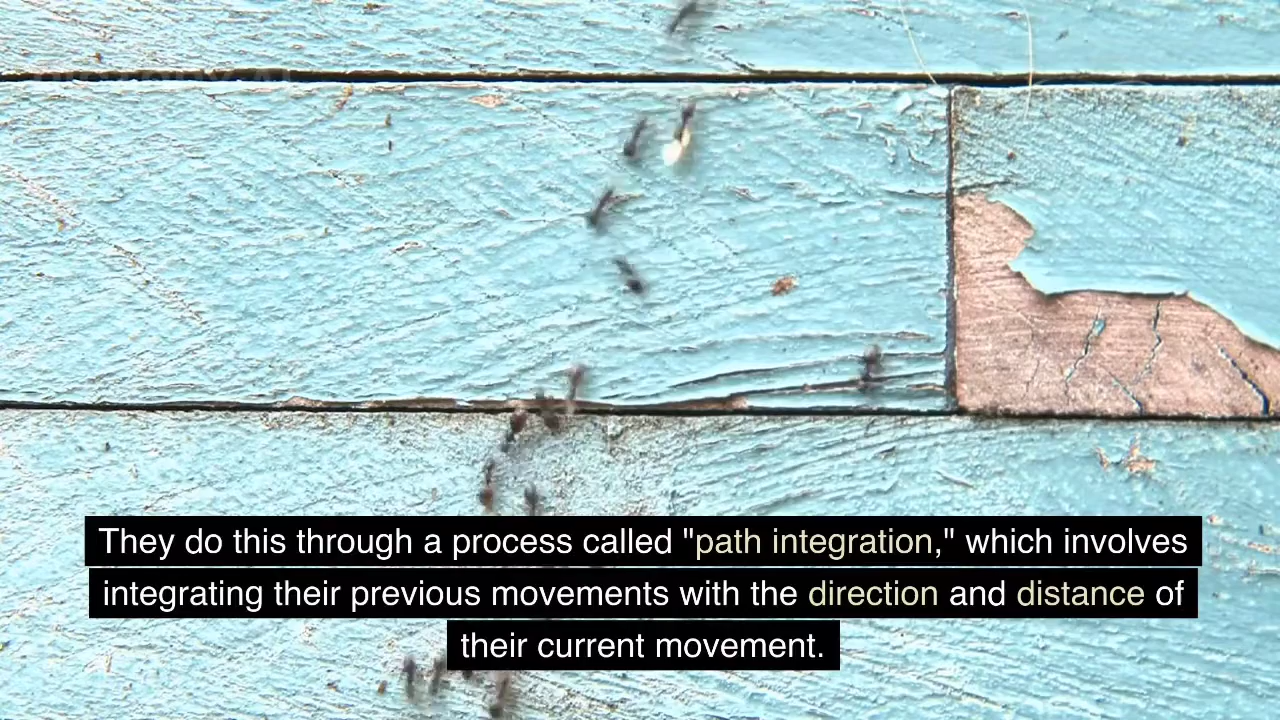 They do this through a process called "path integration," which involves
integrating their previous movements with the direction and distance of
their current movement.